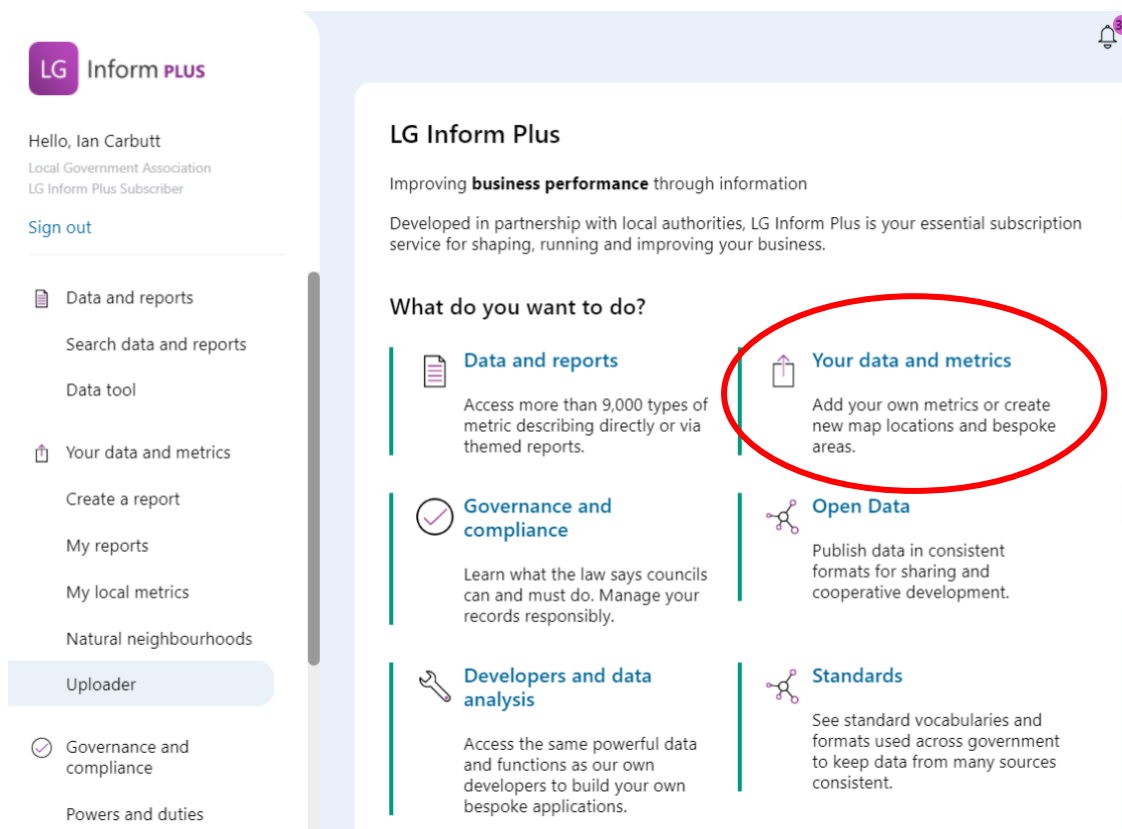 LG Inform PLUS
Hello, Ian Carbutt
Local Government Association
LG Inform Plus Subscriber
Sign out
Data and reports
Search data and reports
Data tool
Your data and metrics
Create a report
My reports
My local metrics
Natural neighbourhoods
Uploader
Governance and
compliance
Powers and duties
3
LG Inform Plus
Improving business performance through information
Developed in partnership with local authorities, LG Inform Plus is your essential subscription
service for shaping, running and improving your business.
What do you want to do?
Data and reports
Access more than 9,000 types of
metric describing directly or via
themed reports.
Your data and metrics
Add your own metrics or create
new map locations and bespoke
areas.
Governance and
compliance
Learn what the law says councils
can and must do. Manage your
records responsibly.
Open Data
Publish data in consistent
formats for sharing and
cooperative development.
Developers and data
analysis
Access the same powerful data
and functions as our own
developers to build your own
bespoke applications.
Standards
See standard vocabularies and
formats used across government
to keep data from many sources
consistent.